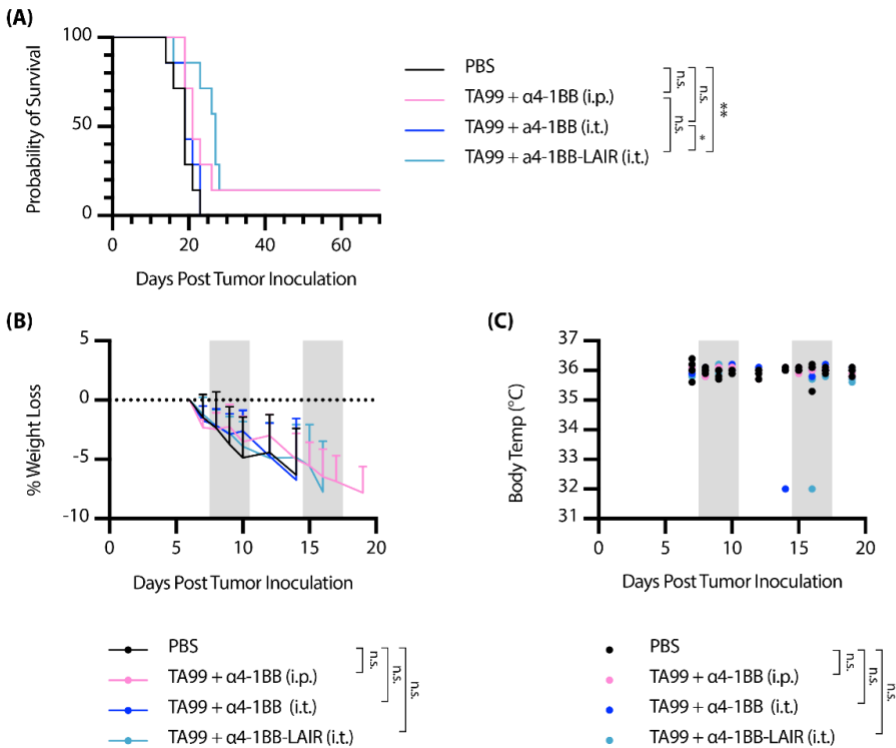 (A)
100
50
0
Probability of Survival
0
20
40
60
Days Post Tumor Inoculation
PBS
TA99 + α4-1BB (i.p.)
TA99 + a4-1BB (i.t.)
TA99 + a4-1BB-LAIR (i.t.)
n.s.
n.s.
n.s.
*
**
(B)
5
0
-5
-10
% Weight Loss
0
5
10
15
20
Days Post Tumor Inoculation
PBS
TA99 + α4-1BB (i.p.)
TA99 + α4-1BB (i.t.)
TA99 + α4-1BB-LAIR (i.t.)
n.s.
n.s.
n.s.
(C)
37
36
35
34
33
32
31
Body Temp (°C)
0
5
10
15
20
Days Post Tumor Inoculation
PBS
TA99 + α4-1BB (i.p.)
TA99 + α4-1BB (i.t.)
TA99 + α4-1BB-LAIR (i.t.)
n.s.
n.s.
n.s.